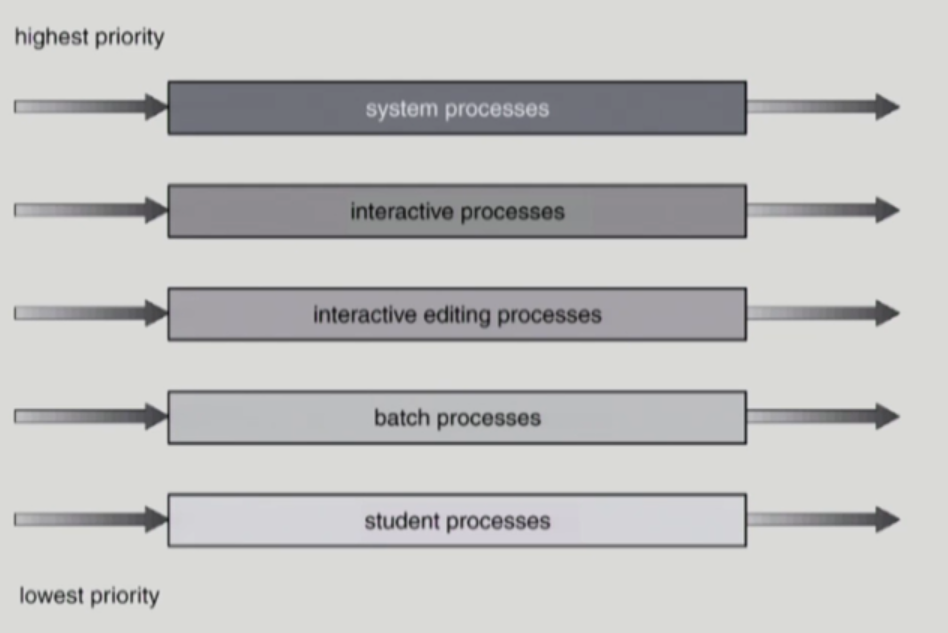 highest priority
system processes
interactive processes
interactive editing processes
batch processes
student processes
lowest priority